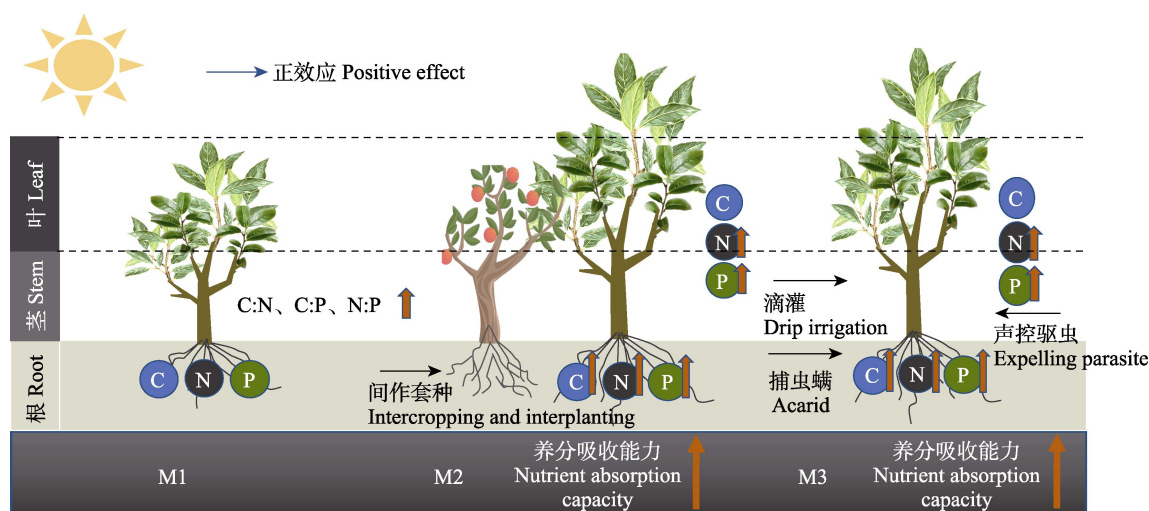 正效应 Positive effect
叶 Leaf
茎 Stem
根 Root
C:N、C:P、N:P
C
N
P
间作套种
Intercropping and interplanting
C
N
P
C
N
P
滴灌
Drip irrigation
捕虫螨
Acarid
C
N
P
声控驱虫
Expelling parasite
C
N
P
M1
M2
养分吸收能力
Nutrient absorption
capacity
M3
养分吸收能力
Nutrient absorption
capacity